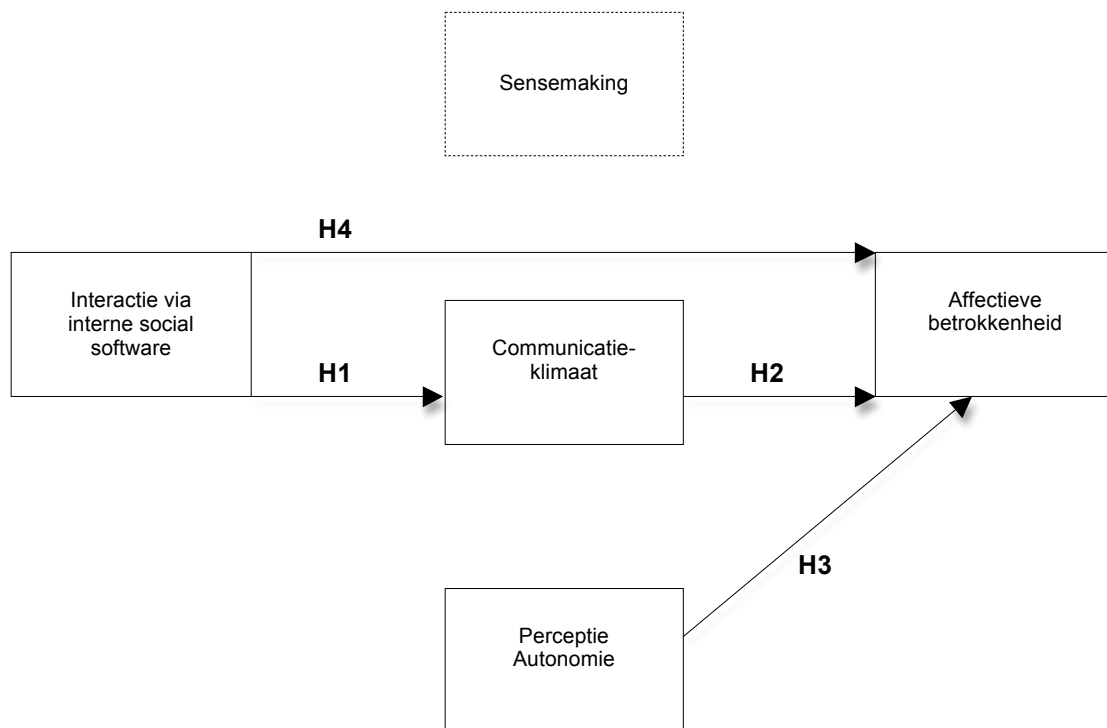 Sensemaking
H4
Interactie via
interne social
software
Affectieve
betrokkenheid
Communicatie-
klimaat
H1
H2
H3
Perceptie
Autonomie